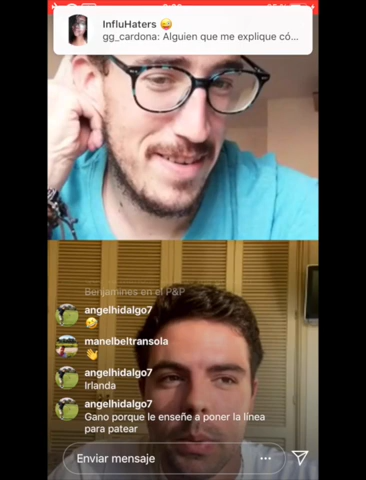 InfluHaters 😜
gg_cardona: Alguien que me explique có...
Benjamines en el P&P
angelhidalgo7
🤣
manelbeltransola
👋
angelhidalgo7
Irlanda
angelhidalgo7
Gano porque le enseñe a poner la línea
para patear
Enviar mensaje